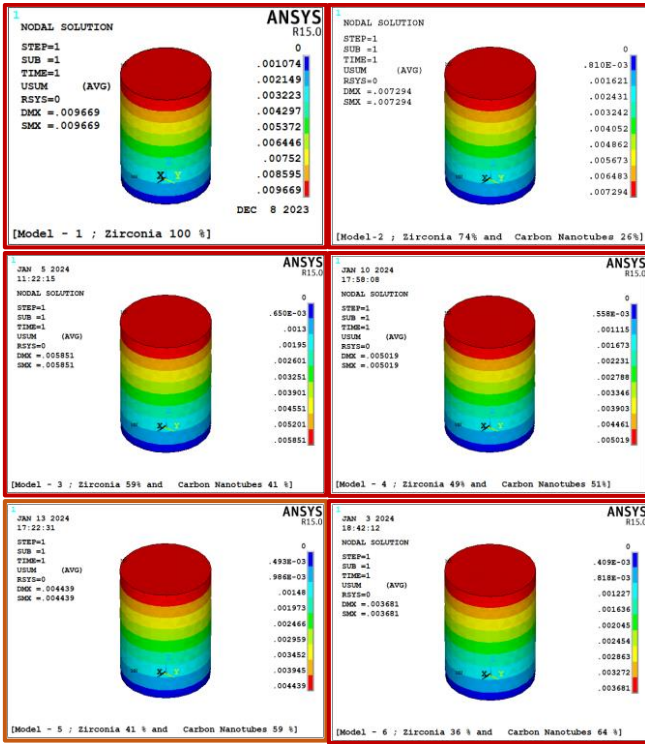 1
NODAL SOLUTION
STEP=1
SUB =1
TIME=1
USUM     (AVG)
RSYS=0
DMX =.009669
SMX =.009669
ANSYS
R15.0
0
.001074
.002149
.003223
.004297
.005372
.006446
.00752
.008595
.009669
X Y
DEC  8 2023
[Model - 1 ; Zirconia 100 %]
1
NODAL SOLUTION
STEP=1
SUB =1
TIME=1
USUM     (AVG)
RSYS=0
DMX =.007294
SMX =.007294
0
.810E-03
.001621
.002431
.003242
.004052
.004862
.005673
.006483
.007294
X Y
[Model-2 ; Zirconia 74% and  Carbon Nanotubes 26%]
1
JAN  5 2024
11:22:15
NODAL SOLUTION
STEP=1
SUB =1
TIME=1
USUM     (AVG)
RSYS=0
DMX =.005851
SMX =.005851
ANSYS
R15.0
0
.650E-03
.0013
.00195
.002601
.003251
.003901
.004551
.005201
.005851
X Y
[Model - 3 ; Zirconia 59% and   Carbon Nanotubes 41 %]
1
JAN 10 2024
17:58:08
NODAL SOLUTION
STEP=1
SUB =1
TIME=1
USUM     (AVG)
RSYS=0
DMX =.005019
SMX =.005019
ANSYS
R15.0
0
.558E-03
.001115
.001673
.002231
.002788
.003346
.003903
.004461
.005019
X Y
[Model - 4 ; Zirconia 49% and   Carbon Nanotubes 51%]
1
JAN 13 2024
17:22:31
STEP=1
SUB =1
TIME=1
USUM     (AVG)
RSYS=0
DMX =.004439
SMX =.004439
ANSYS
R15.0
0
.493E-03
.986E-03
.00148
.001973
.002466
.002959
.003452
.003945
.004439
X Y
[Model - 5 ; Zirconia 41 % and   Carbon Nanotubes 59 %]
1
JAN  3 2024
18:42:12
NODAL SOLUTION
STEP=1
SUB =1
TIME=1
USUM     (AVG)
RSYS=0
DMX =.003681
SMX =.003681
ANSYS
R15.0
0
.409E-03
.818E-03
.001227
.001636
.002045
.002454
.002863
.003272
.003681
X Y
[Model - 6 ; Zirconia 36 % and   Carbon Nanotubes 64 %]